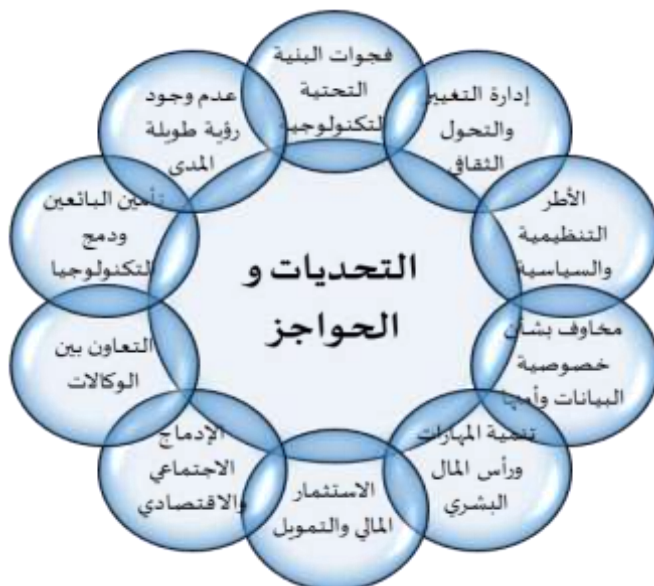 فجوات البنية
التحتية
التكنولوجية
إدارة التغيير
والتحول
الثقافي
الأطر
التنظيمية
والسياسية
مخاوف بشأن
خصوصية
البيانات وأمنها
تنمية المهارات
ورأس المال
البشري
الاستثمار
المالي والتمويل
الإدماج
الاجتماعي
والاقتصادي
التعاون بين
الوكالات
تأمين البائعين
ودمج
التكنولوجيا
عدم وجود
رؤية طويلة
المدى
التحديات و
الحواجز